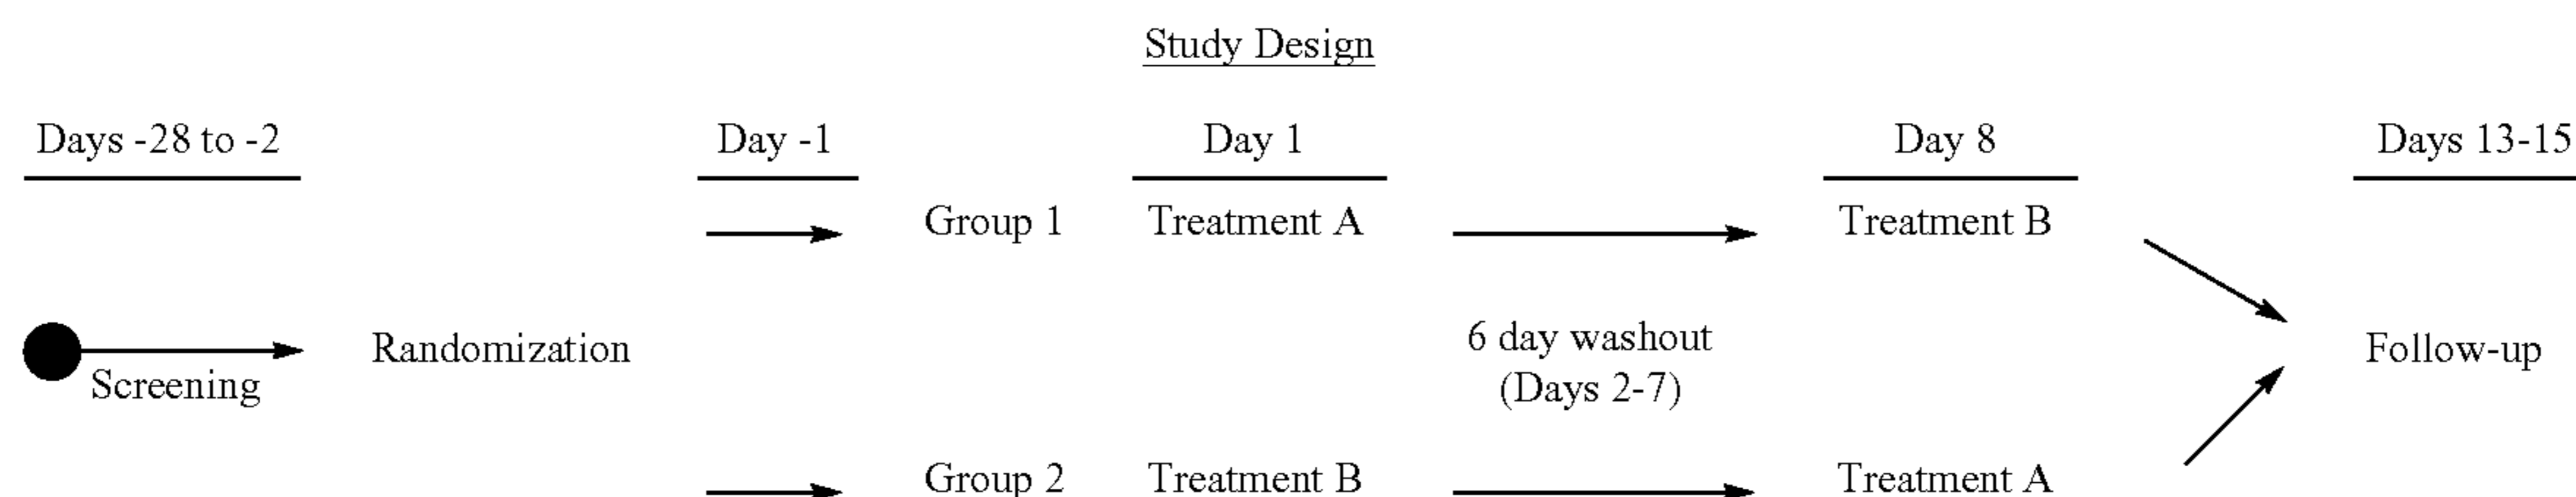 Study Design
Days -28 to -2
Day -1
Day 1
Day 8
Days 13-15
Group 1
Treatment A
Treatment B
Randomization
6 day washout
(Days 2-7)
Follow-up
Screening
Group 2
Treatment B
Treatment A